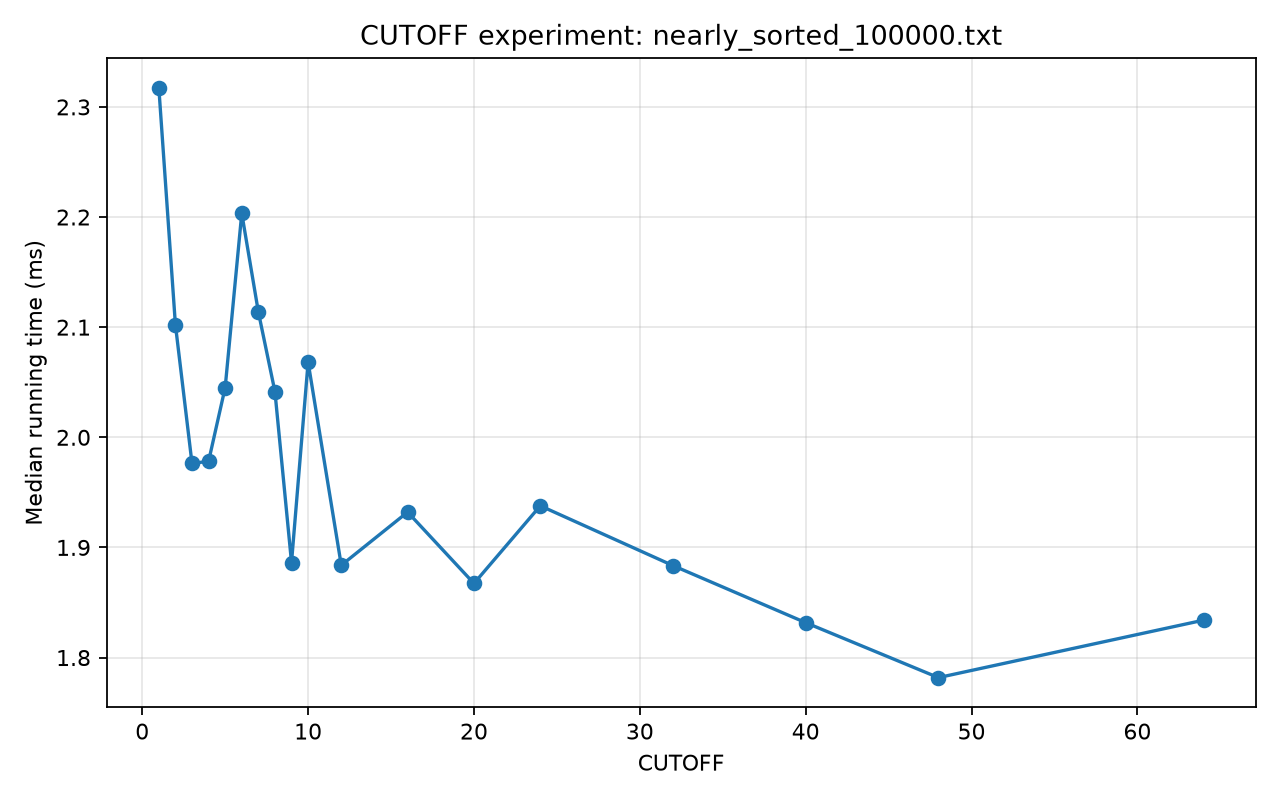 CUTOFF experiment: nearly_sorted_100000.txt
Median running time (ms)
2.3
2.2
2.1
2.0
1.9
1.8
0 10 20 30 40 50 60
CUTOFF